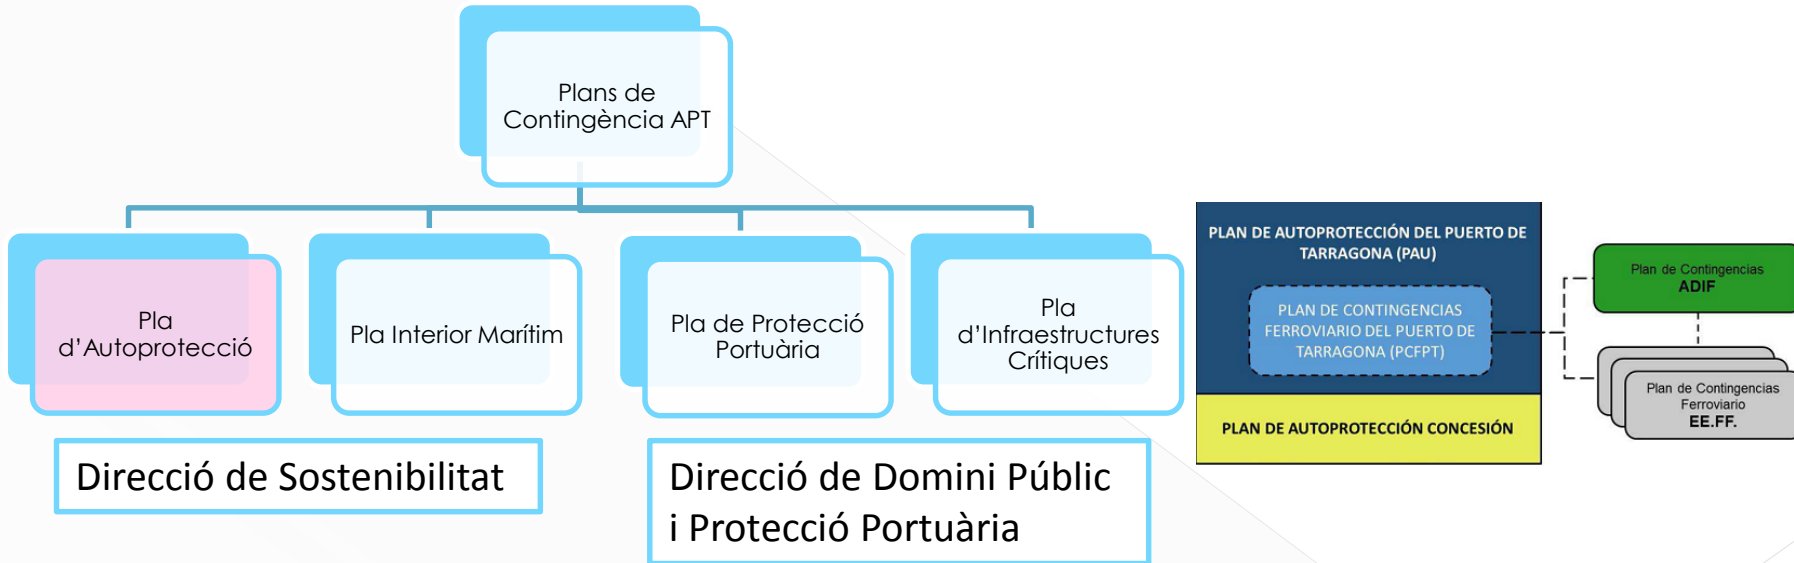 Plans de
Contingència APT
Pla
d’Autoprotecció
Pla Interior Marítim
Pla de Protecció
Portuària
Pla
d’Infraestructures
Crítiques
Direcció de Sostenibilitat
Direcció de Domini Públic
i Protecció Portuària
PLAN DE AUTOPROTECCIÓN DEL PUERTO DE
TARRAGONA (PAU)
PLAN DE CONTINGENCIAS
FERROVIARIO DEL PUERTO DE
TARRAGONA (PCFPT)
PLAN DE AUTOPROTECCIÓN CONCESIÓN
Plan de Contingencias
ADIF
Plan de Contingencias
Ferroviario
EE.FF.